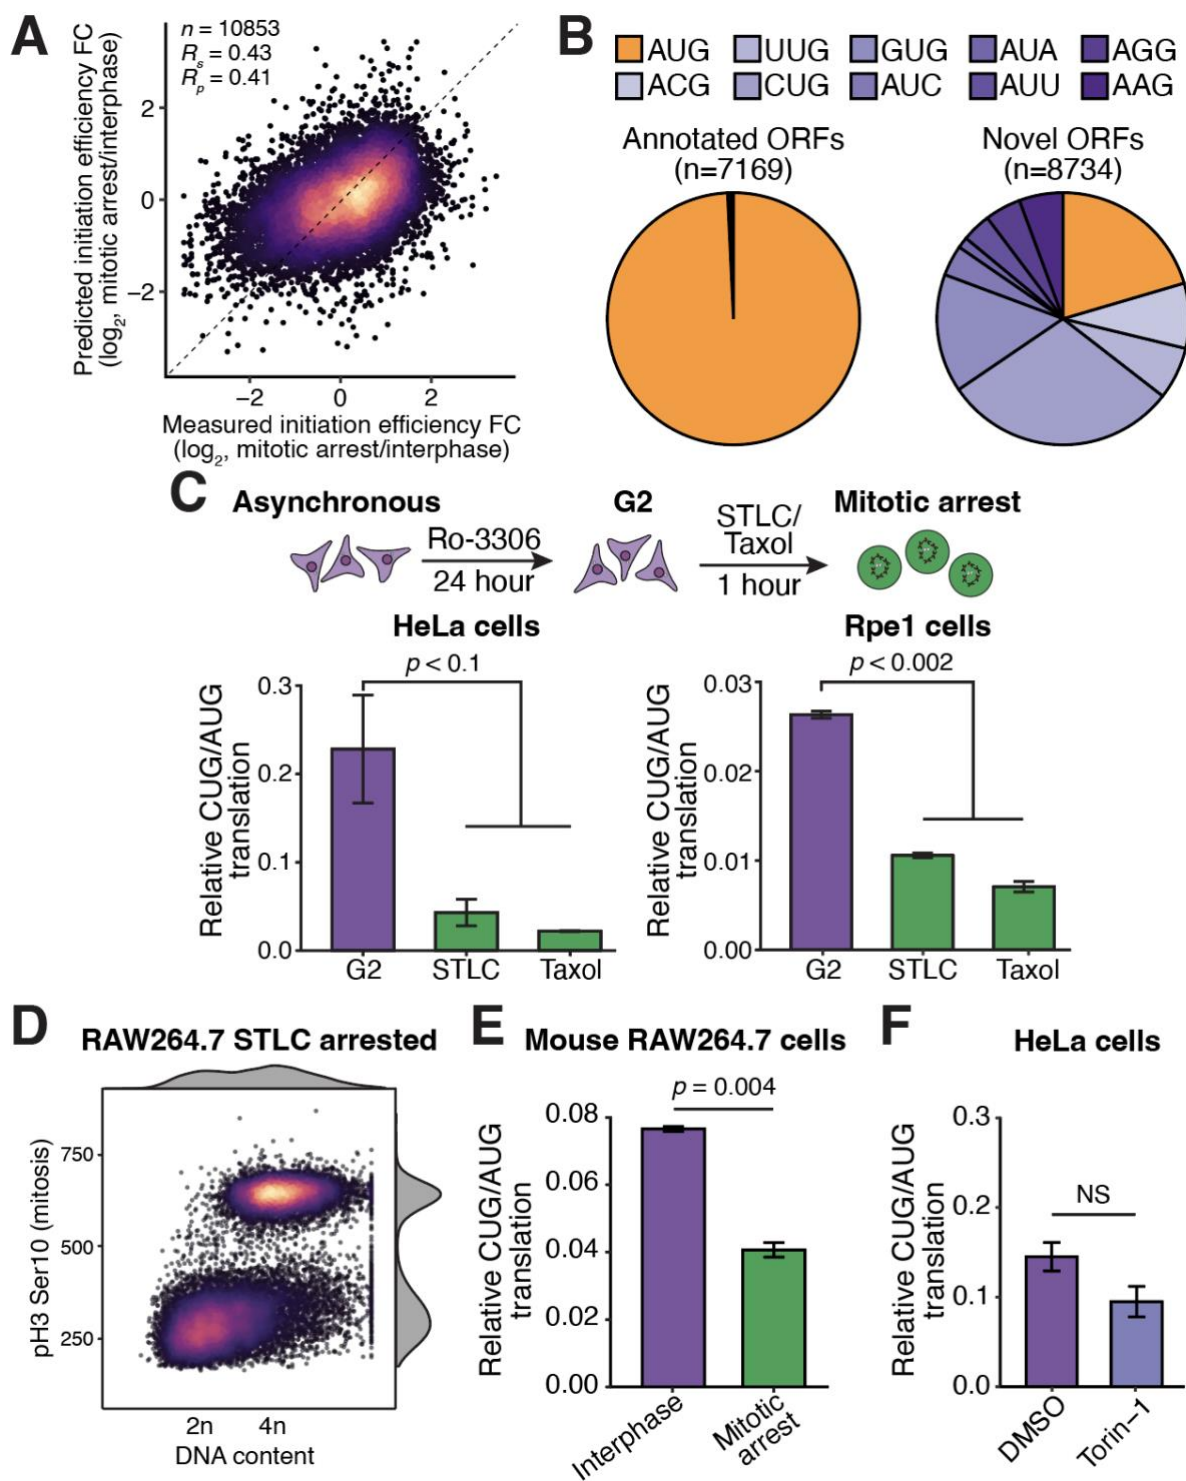 A
n = 10853
Rs = 0.43
Rp = 0.41
Predicted initiation efficiency FC
(log2, mitotic arrest/interphase)
2
0
−2
−2 0 2
Measured initiation efficiency FC
(log2, mitotic arrest/interphase)
B
AUG UUG GUG AUA AGG
ACG CUG AUC AUU AAG
Annotated ORFs
(n=7169)
Novel ORFs
(n=8734)
C
Asynchronous
Ro-3306
24 hour
G2
STLC/
Taxol
1 hour
Mitotic arrest
HeLa cells
p < 0.1
Relative CUG/AUG
translation
0.3
0.2
0.1
0.0
G2 STLC Taxol
Rpe1 cells
p < 0.002
Relative CUG/AUG
translation
0.03
0.02
0.01
0.00
G2 STLC Taxol
D
RAW264.7 STLC arrested
pH3 Ser10 (mitosis)
750
500
250
2n 4n
DNA content
E
Mouse RAW264.7 cells
p = 0.004
Relative CUG/AUG
translation
0.08
0.06
0.04
0.02
0.00
Interphase
Mitotic
arrest
F
HeLa cells
NS
Relative CUG/AUG
translation
0.3
0.2
0.1
0.0
DMSO
Torin−1